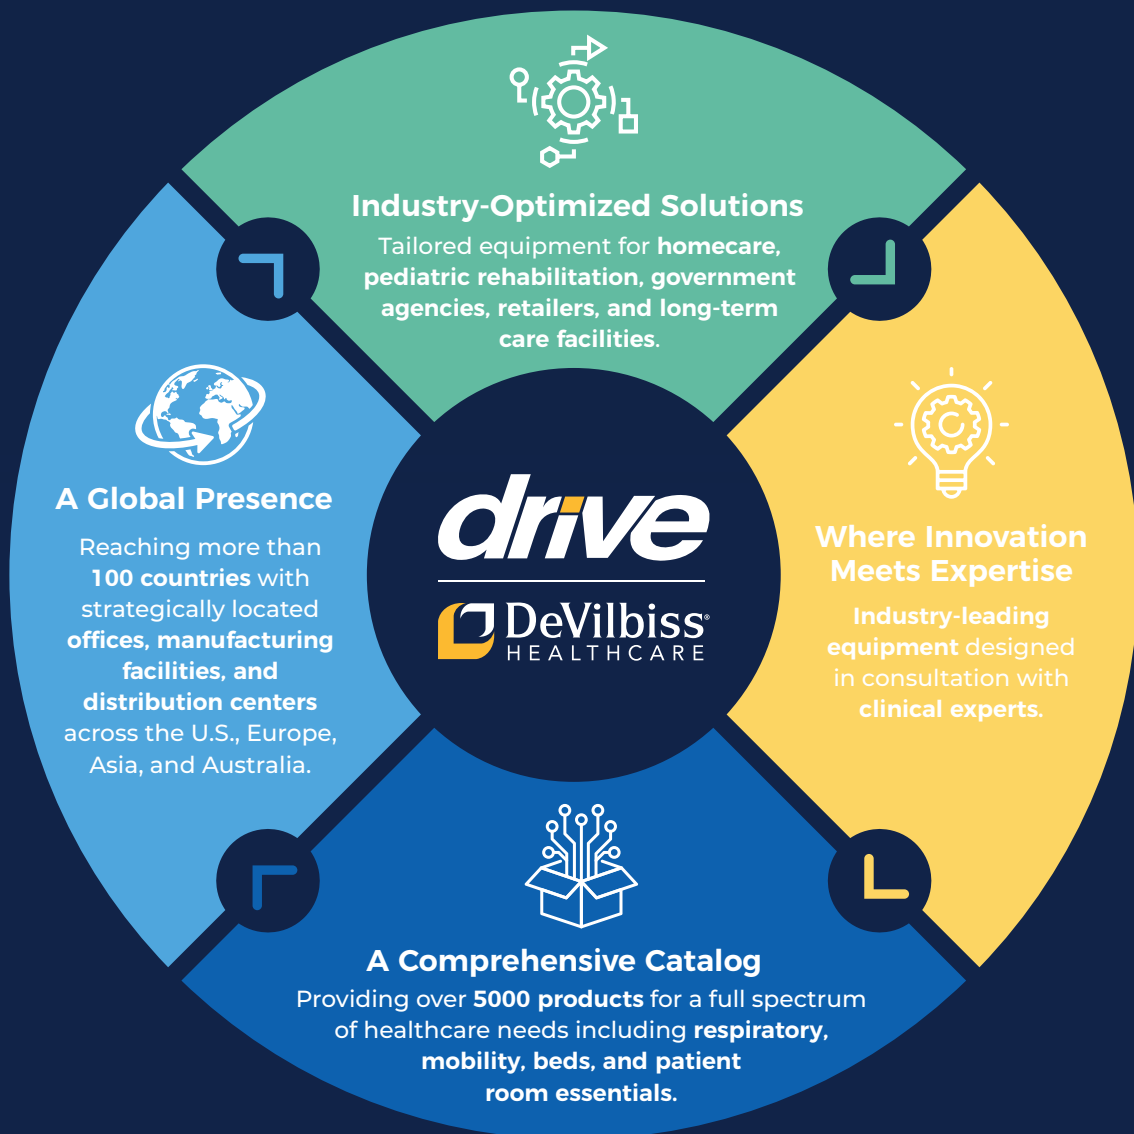 Industry-Optimized Solutions
Tailored equipment for homecare,
pediatric rehabilitation, government
agencies, retailers, and long-term
care facilities.
A Global Presence
Reaching more than
100 countries with
strategically located
offices, manufacturing
facilities, and
distribution centers
across the U.S., Europe,
Asia, and Australia.
drive
DeVilbiss®
HEALTHCARE
Where Innovation
Meets Expertise
Industry-leading
equipment designed
in consultation with
clinical experts.
A Comprehensive Catalog
Providing over 5000 products for a full spectrum
of healthcare needs including respiratory,
mobility, beds, and patient
room essentials.